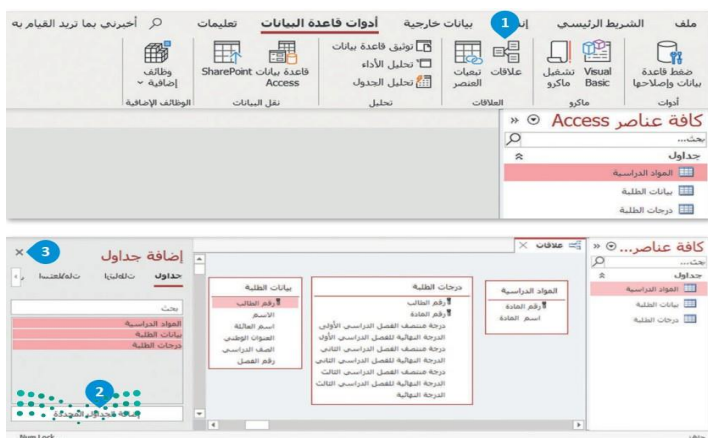 ملف الشريط الرئيسي بيانات خارجية أدوات قاعدة البيانات تعليمات أخبرني بما تريد القيام به
1
ضغط قاعدة بيانات وإصلاحها
Visual Basic
تشغيل ماكرو
علاقات
تبعيات العنصر
توثيق قاعدة بيانات
تحليل الأداء
تحليل الجدول
قاعدة بيانات Access
SharePoint
وظائف إضافية
أدوات ماكرو العلاقات تحليل نقل البيانات الوظائف الإضافية
كافة عناصر Access
بحث...
جداول
المواد الدراسية
بيانات الطلبة
درجات الطلبة
كافة عناصر...
بحث...
جداول
المواد الدراسية
بيانات الطلبة
درجات الطلبة
علاقات
المواد الدراسية
رقم المادة
اسم المادة
درجات الطلبة
رقم الطالب
رقم المادة
درجة منتصف الفصل الدراسي الأولى
الدرجة النهائية للفصل الدراسي الأول
درجة منتصف الفصل الدراسي الثاني
الدرجة النهائية للفصل الدراسي الثاني
درجة منتصف الفصل الدراسي الثالث
الدرجة النهائية للفصل الدراسي الثالث
الدرجة النهائية
بيانات الطلبة
رقم الطالب
الاسم
اسم العائلة
العنوان الوطني
الصف الدراسي
رقم الفصل
3
إضافة جداول
جداول
بحث
المواد الدراسية
بيانات الطلبة
درجات الطلبة
2
إضافة الجداول المحددة
Num Lock
جاهز